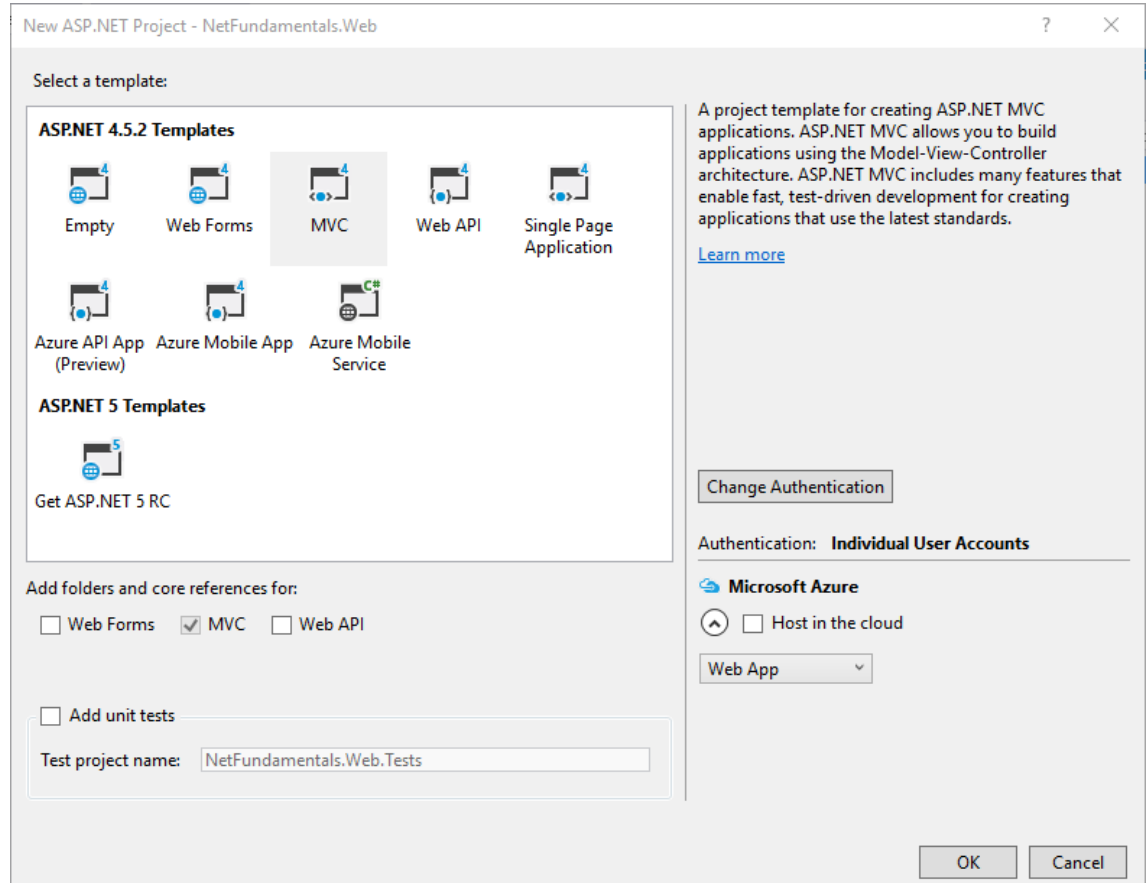 New ASP.NET Project - NetFundamentals.Web
?
Select a template:
ASP.NET 4.5.2 Templates
4
4
4
4
4
Empty
Web Forms
MVC
Web API
Single Page
Application
4
4
C#
Azure API App
(Preview)
Azure Mobile App
Azure Mobile
Service
ASP.NET 5 Templates
5
Get ASP.NET 5 RC
A project template for creating ASP.NET MVC
applications. ASP.NET MVC allows you to build
applications using the Model-View-Controller
architecture. ASP.NET MVC includes many features that
enable fast, test-driven development for creating
applications that use the latest standards.
Learn more
Change Authentication
Authentication: Individual User Accounts
Microsoft Azure
Host in the cloud
Web App
Add folders and core references for:
Web Forms
MVC
Web API
Add unit tests
Test project name: NetFundamentals.Web.Tests
OK
Cancel